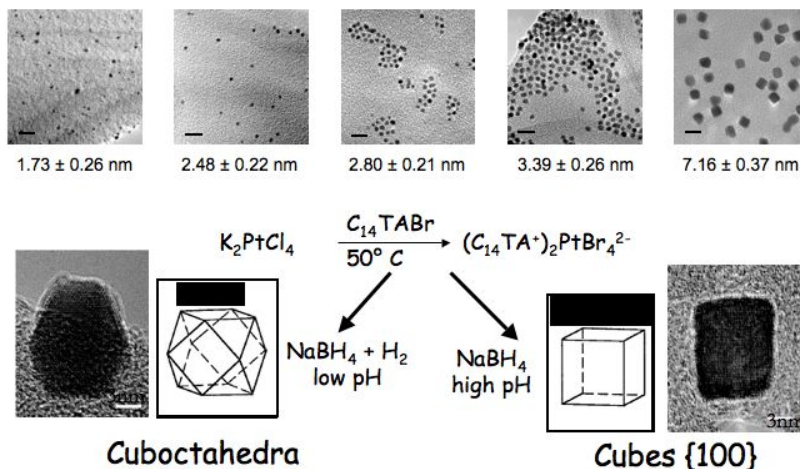 1.73 ± 0.26 nm
2.48 ± 0.22 nm
2.80 ± 0.21 nm
3.39 ± 0.26 nm
7.16 ± 0.37 nm
K₂PtCl₄
C₁₄TABr
50° C
(C₁₄TA⁺)₂PtBr₄²⁻
NaBH₄ + H₂
low pH
NaBH₄
high pH
3nm
Cuboctahedra
Cubes {100}